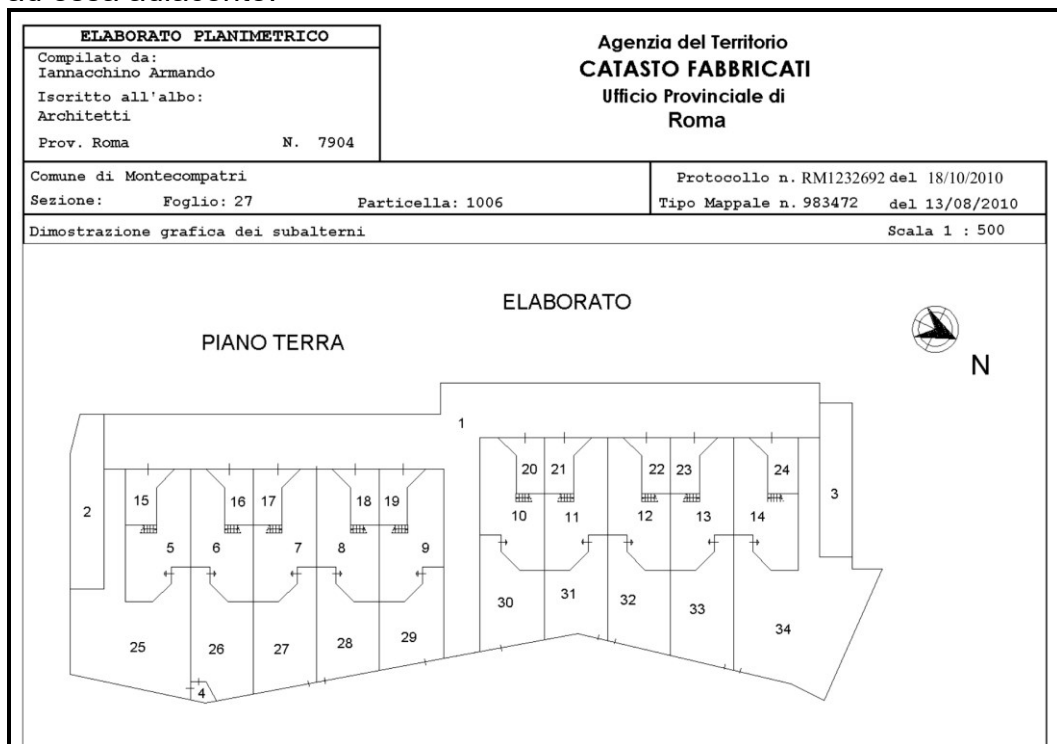 ELABORATO PLANIMETRICO
Compilato da:
Iannacchino Armando
Iscritto all'albo:
Architetti
Prov. Roma N. 7904
Agenzia del Territorio
CATASTO FABBRICATI
Ufficio Provinciale di
Roma
Comune di Montecompatri
Sezione: Foglio: 27 Particella: 1006
Protocollo n. RM1232692 del 18/10/2010
Tipo Mappale n. 983472 del 13/08/2010
Dimostrazione grafica dei subalterni Scala 1 : 500
ELABORATO
PIANO TERRA
N
1
20 21 22 23 24
15 16 17 18 19
2
3
10 11 12 13 14
5 6 7 8 9
30 31 32 33 34
25 26 27 28 29
4